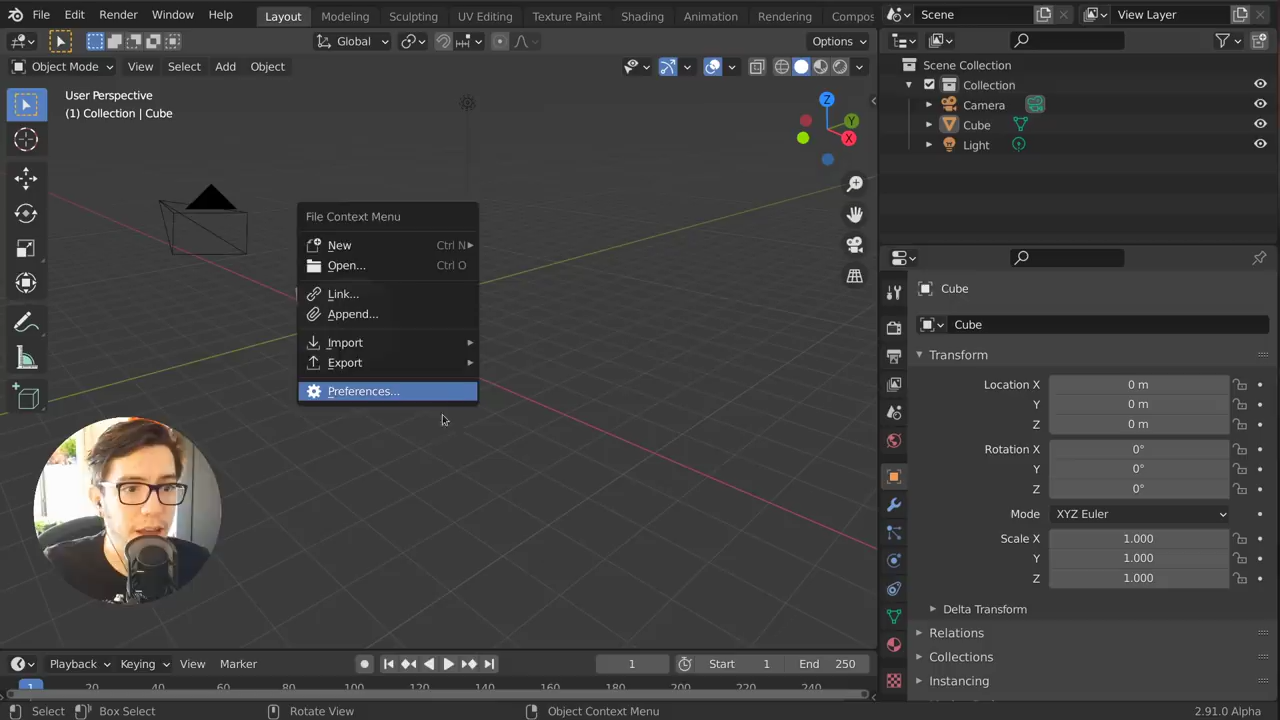 File Edit Render Window Help Layout Modeling Sculpting UV Editing Texture Paint Shading Animation Rendering Compos Scene View Layer
Global Options
Object Mode View Select Add Object
User Perspective
(1) Collection | Cube
Z
Y
X
File Context Menu
New Ctrl N
Open... Ctrl O
Link...
Append...
Import
Export
Preferences...
Scene Collection
Collection
Camera
Cube
Light
Cube
Cube
Transform
Location X 0 m
Y 0 m
Z 0 m
Rotation X 0°
Y 0°
Z 0°
Mode XYZ Euler
Scale X 1.000
Y 1.000
Z 1.000
Delta Transform
Relations
Collections
Instancing
Playback Keying View Marker 1 Start 1 End 250
1 20 40 60 80 100 120 140 160 180 200 220 240
Select Box Select Rotate View Object Context Menu 2.91.0 Alpha